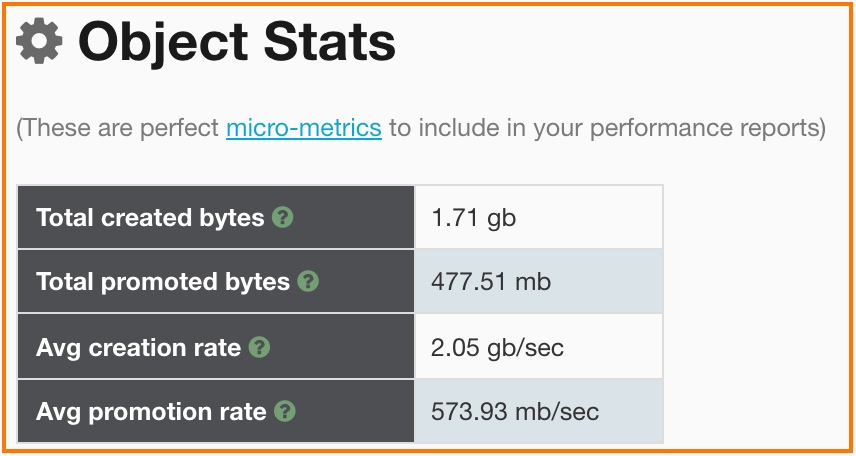 Object Stats
(These are perfect micro-metrics to include in your performance reports)
Total created bytes ? 1.71 gb
Total promoted bytes ? 477.51 mb
Avg creation rate ? 2.05 gb/sec
Avg promotion rate ? 573.93 mb/sec